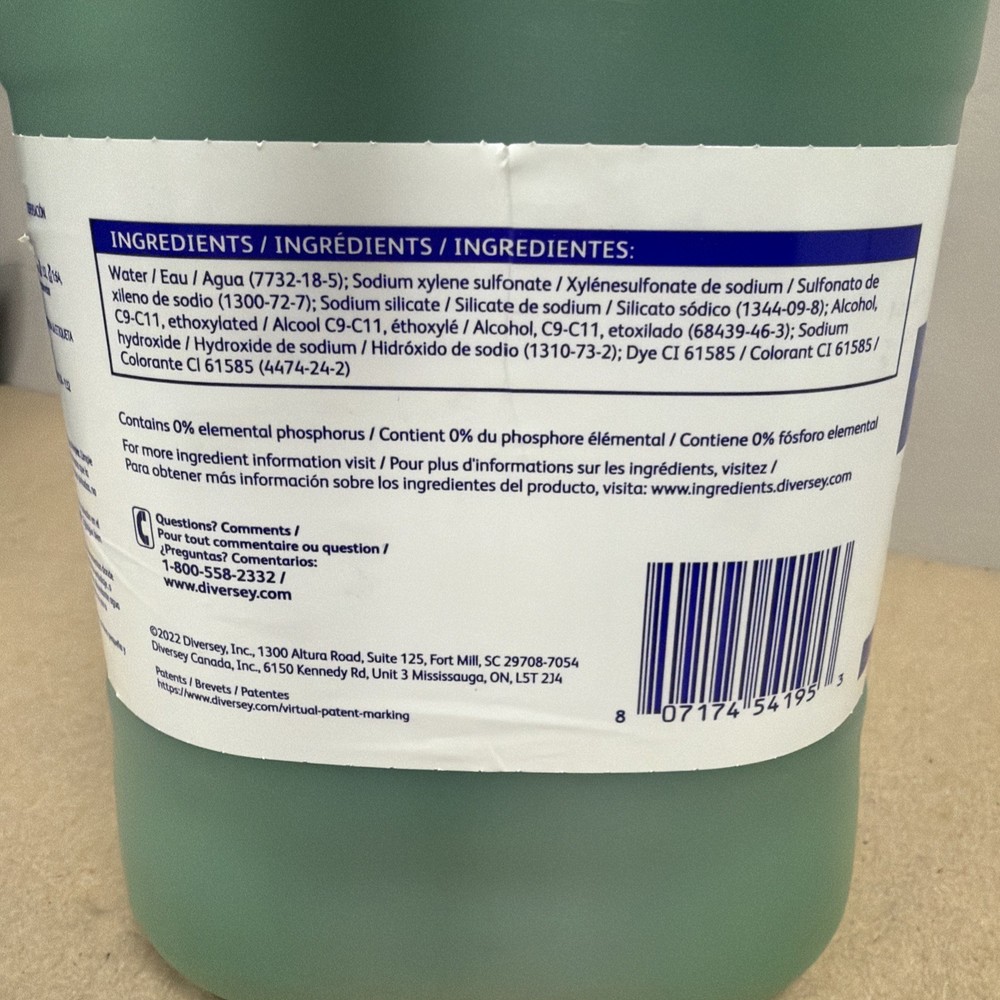 INGREDIENTS / INGRÉDIENTS / INGREDIENTES:
Water / Eau / Agua (7732-18-5); Sodium xylene sulfonate / Xylénesulfonate de sodium / Sulfonato de
xileno de sodio (1300-72-7); Sodium silicate / Silicate de sodium / Silicato sódico (1344-09-8); Alcohol,
C9-C11, ethoxylated / Alcool C9-C11, éthoxylé / Alcohol, C9-C11, etoxilado (68439-46-3); Sodium
hydroxide / Hydroxide de sodium / Hidróxido de sodio (1310-73-2); Dye CI 61585 / Colorant CI 61585 /
Colorante CI 61585 (4474-24-2)
Contains 0% elemental phosphorus / Contient 0% du phosphore élémental / Contiene 0% fósforo elemental
For more ingredient information visit / Pour plus d'informations sur les ingrédients, visitez /
Para obtener más información sobre los ingredientes del producto, visita: www.ingredients.diversey.com
Questions? Comments /
Pour tout commentaire ou question /
¿Preguntas? Comentarios:
1-800-558-2332 /
www.diversey.com
©2022 Diversey, Inc., 1300 Altura Road, Suite 125, Fort Mill, SC 29708-7054
Diversey Canada, Inc., 6150 Kennedy Rd, Unit 3 Mississauga, ON, L5T 2J4
Patents / Brevets / Patentes
https://www.diversey.com/virtual-patent-marking
8 07174 54195 3